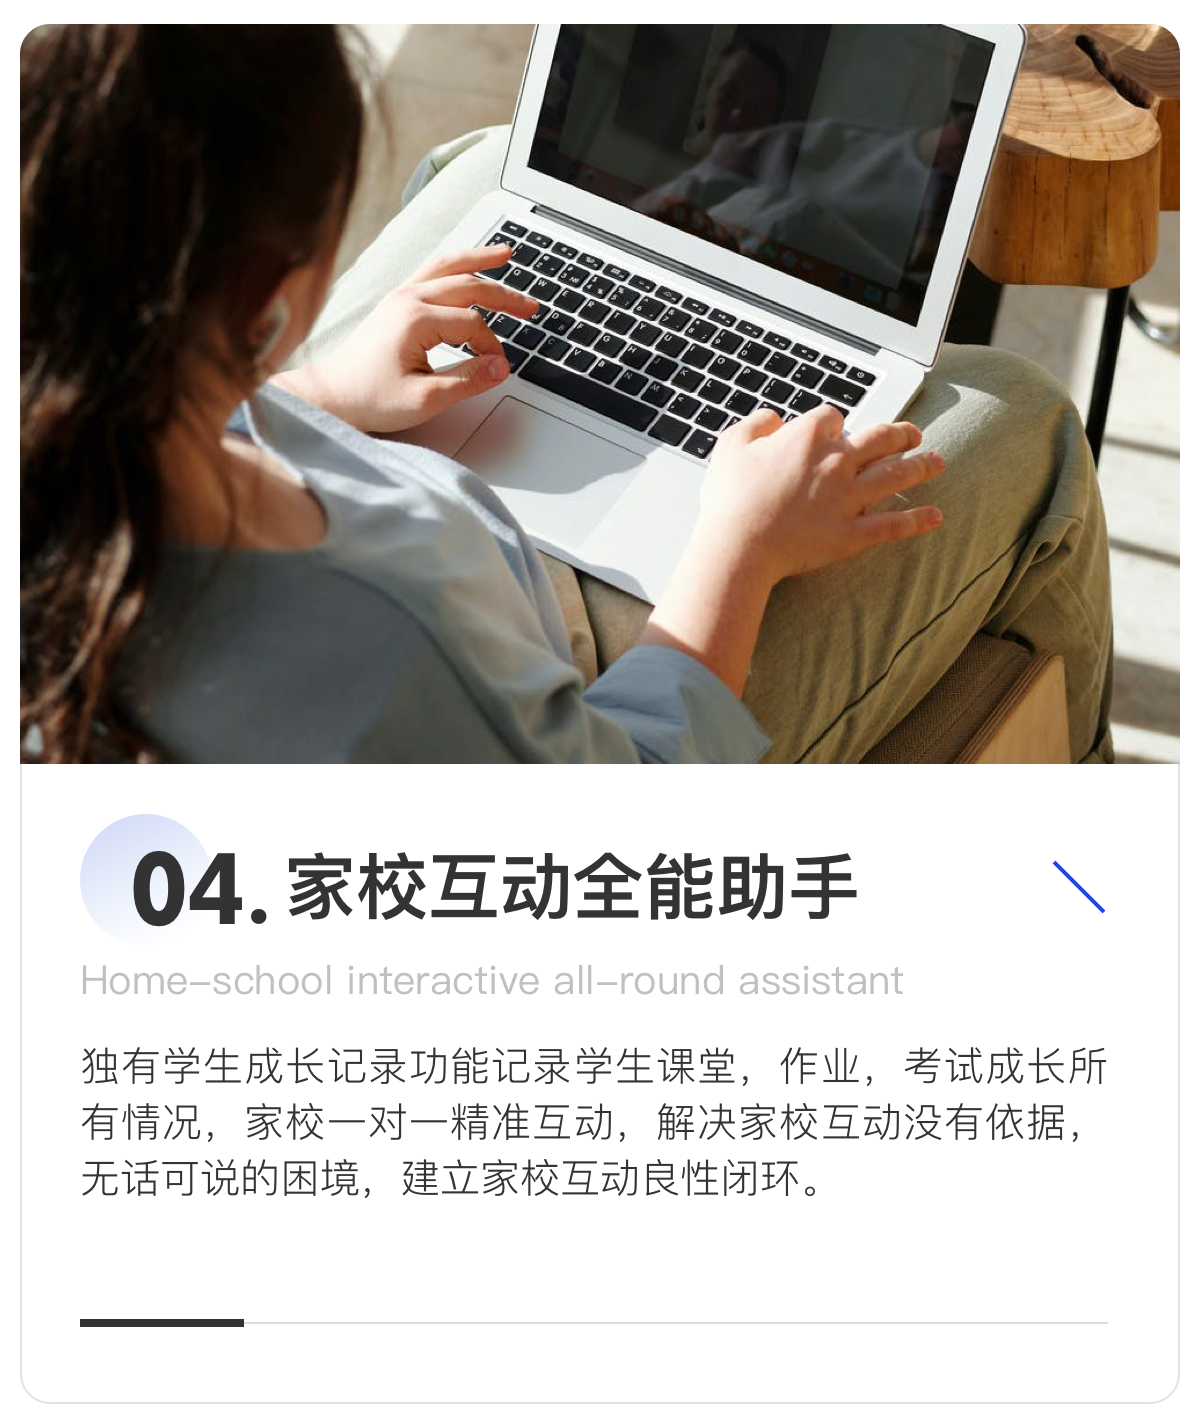 04. 家校互动全能助手
Home-school interactive all-round assistant
独有学生成长记录功能记录学生课堂，作业，考试成长所
有情况，家校一对一精准互动，解决家校互动没有依据，
无话可说的困境，建立家校互动良性闭环。